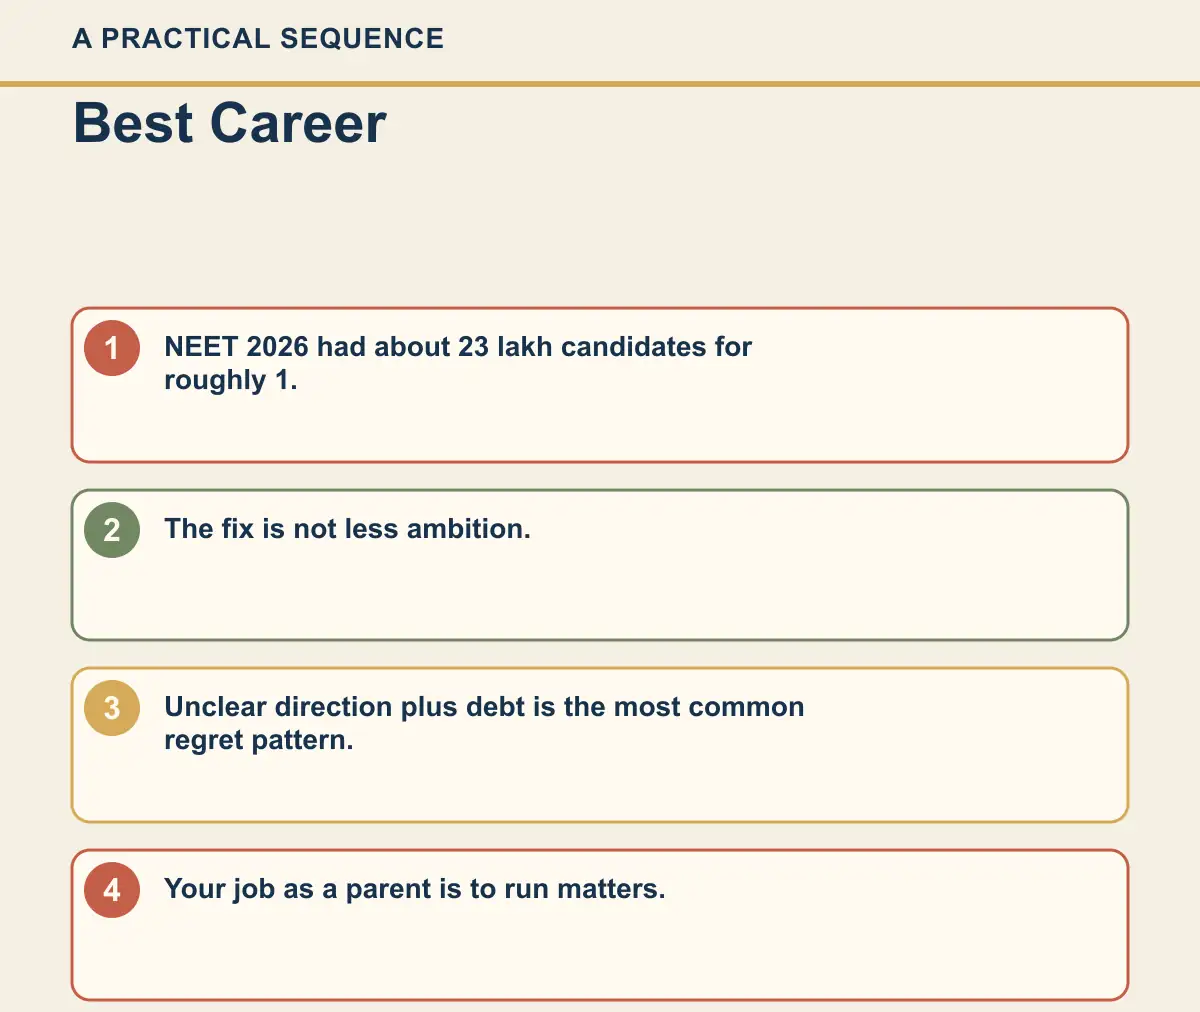 A PRACTICAL SEQUENCE
Best Career
1
NEET 2026 had about 23 lakh candidates for
roughly 1.
2
The fix is not less ambition.
3
Unclear direction plus debt is the most common
regret pattern.
4
Your job as a parent is to run matters.